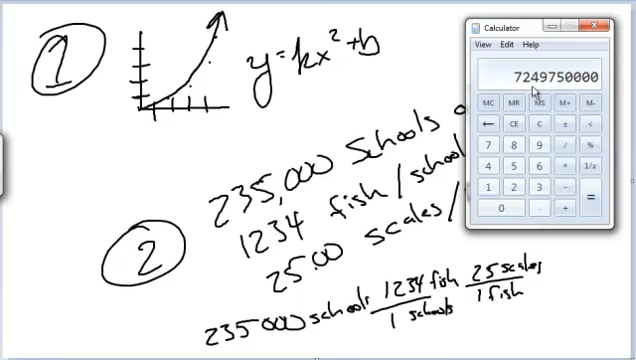 1
y=kx²+b
Calculator
View Edit Help
7249750000
MC MR MS M+ M-
← CE C ± √
7 8 9 / %
4 5 6 * 1/x
1 2 3 - =
0 . +
235,000 Schools
1234 fish/school
25.00 scales/
2
235000 schools 1234 fish / 1 schools 25 scales / 1 fish